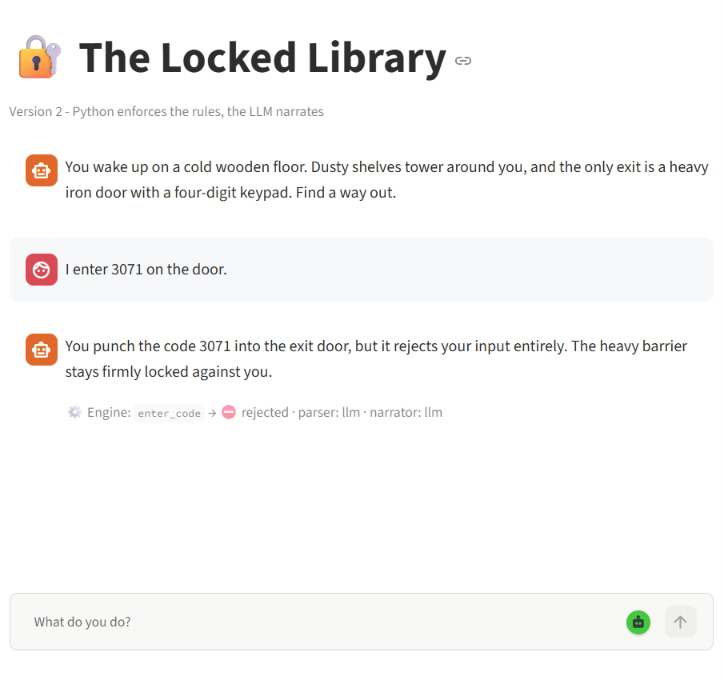 The Locked Library
Version 2 - Python enforces the rules, the LLM narrates
You wake up on a cold wooden floor. Dusty shelves tower around you, and the only exit is a heavy
iron door with a four-digit keypad. Find a way out.
I enter 3071 on the door.
You punch the code 3071 into the exit door, but it rejects your input entirely. The heavy barrier
stays firmly locked against you.
Engine: enter_code → rejected · parser: llm · narrator: llm
What do you do?